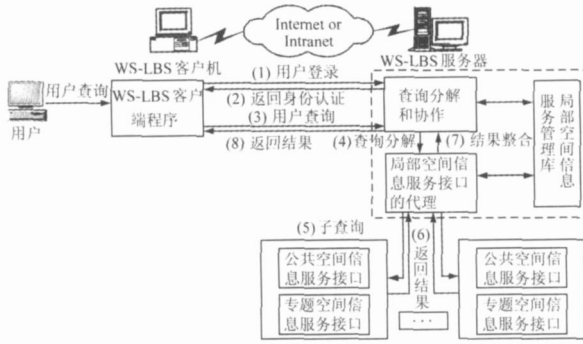 Internet or
Intranet
WS-LBS客户机
WS-LBS服务器
用户查询
用户
WS-LBS客户
端程序
(1) 用户登录
(2) 返回身份认证
(3) 用户查询
(8) 返回结果
查询分解
和协作
(4)查询分解
(7) 结果整合
局部空间信息
服务管理库
局部空间信
息服务接口
的代理
(5) 子查询
(6)
返回结果
公共空间信
息服务接口
专题空间信
息服务接口
...
公共空间信
息服务接口
专题空间信
息服务接口